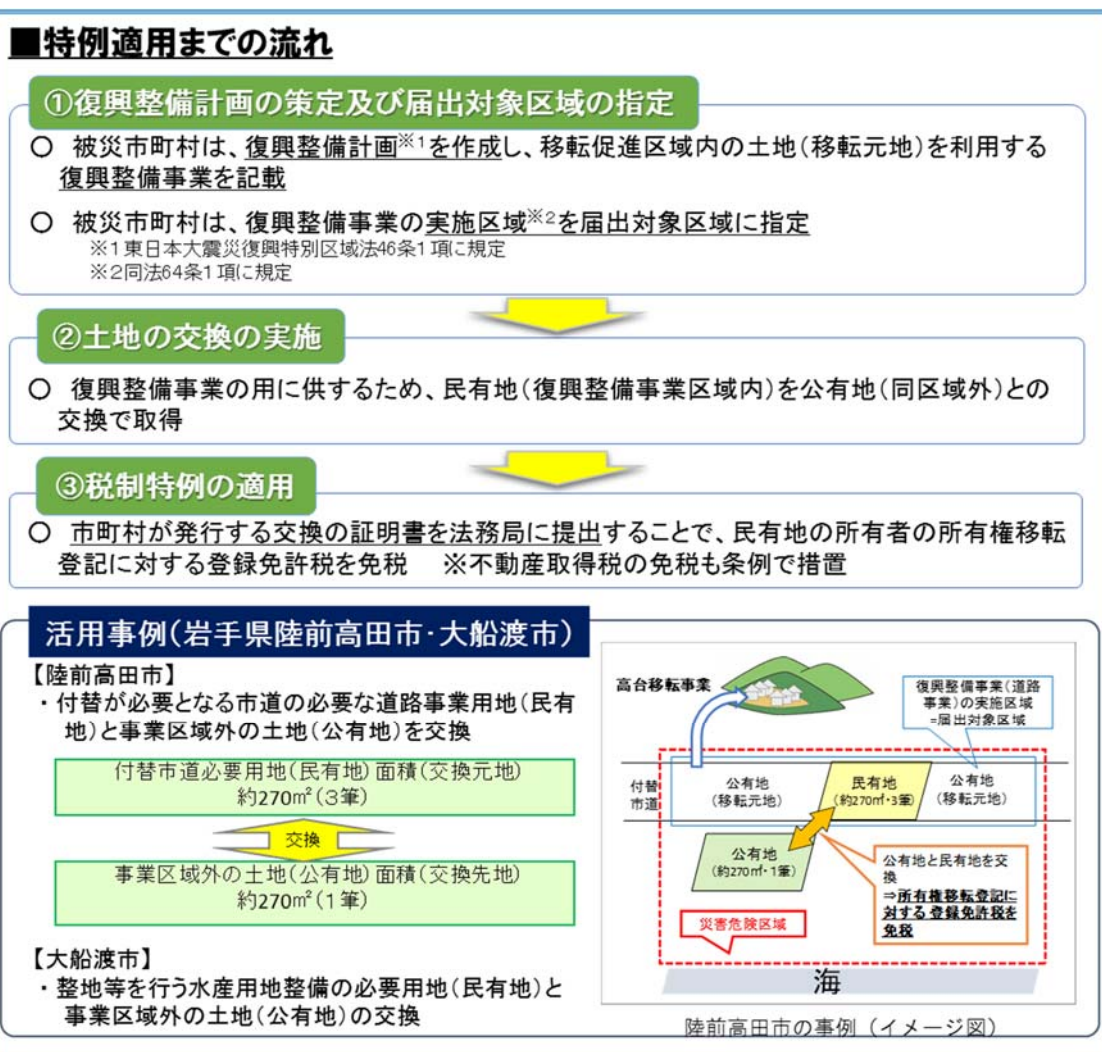 ■特例適用までの流れ
①復興整備計画の策定及び届出対象区域の指定
○ 被災市町村は、復興整備計画※1を作成し、移転促進区域内の土地(移転元地)を利用する
復興整備事業を記載
○ 被災市町村は、復興整備事業の実施区域※2を届出対象区域に指定
※1東日本大震災復興特別区域法46条1項に規定
※2同法64条1項に規定
②土地の交換の実施
○ 復興整備事業の用に供するため、民有地(復興整備事業区域内)を公有地(同区域外)との
交換で取得
③税制特例の適用
○ 市町村が発行する交換の証明書を法務局に提出することで、民有地の所有者の所有権移転
登記に対する登録免許税を免税 ※不動産取得税の免税も条例で措置
活用事例(岩手県陸前高田市・大船渡市)
【陸前高田市】
・付替が必要となる市道の必要な道路事業用地(民有
地)と事業区域外の土地(公有地)を交換
付替市道必要用地(民有地)面積(交換元地)
約270㎡(3筆)
交換
事業区域外の土地(公有地)面積(交換先地)
約270㎡(1筆)
【大船渡市】
・整地等を行う水産用地整備の必要用地(民有地)と
事業区域外の土地(公有地)の交換
高台移転事業
復興整備事業(道路
事業)の実施区域
=届出対象区域
付替
市道
公有地
(移転元地)
民有地
(約270㎡・3筆)
公有地
(移転元地)
公有地
(約270㎡・1筆)
公有地と民有地を交
換
⇒所有権移転登記に
対する登録免許税を
免税
災害危険区域
海
陸前高田市の事例(イメージ図)